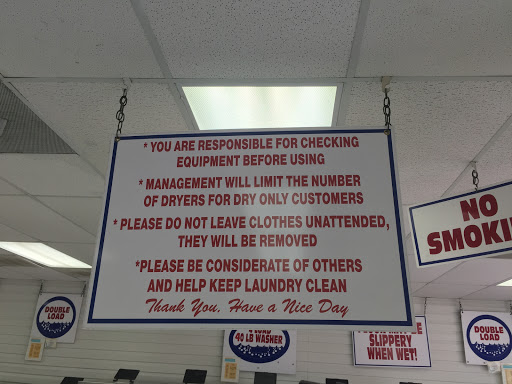 * YOU ARE RESPONSIBLE FOR CHECKING
EQUIPMENT BEFORE USING
* MANAGEMENT WILL LIMIT THE NUMBER
OF DRYERS FOR DRY ONLY CUSTOMERS
* PLEASE DO NOT LEAVE CLOTHES UNATTENDED,
THEY WILL BE REMOVED
*PLEASE BE CONSIDERATE OF OTHERS
AND HELP KEEP LAUNDRY CLEAN
Thank You, Have a Nice Day
NO
DOUBLE
LOAD
40 LB WASHER
SLIPPERY
WHEN WET!
DOUBLE
LOAD